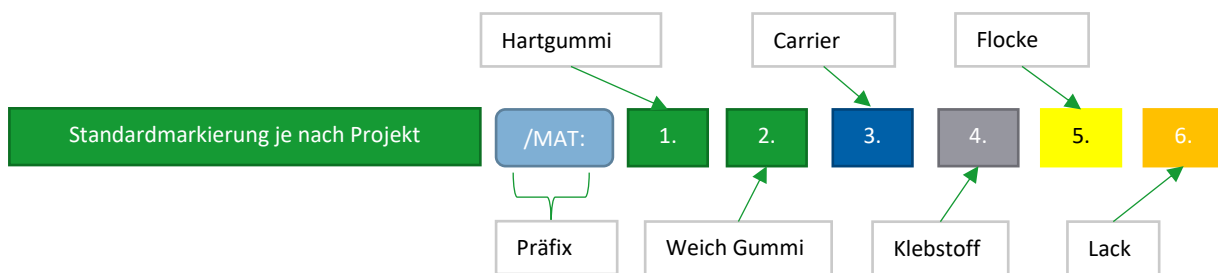 Hartgummi
Carrier
Flocke
Standardmarkierung je nach Projekt
/MAT:
1.
2.
3.
4.
5.
6.
Präfix
Weich Gummi
Klebstoff
Lack